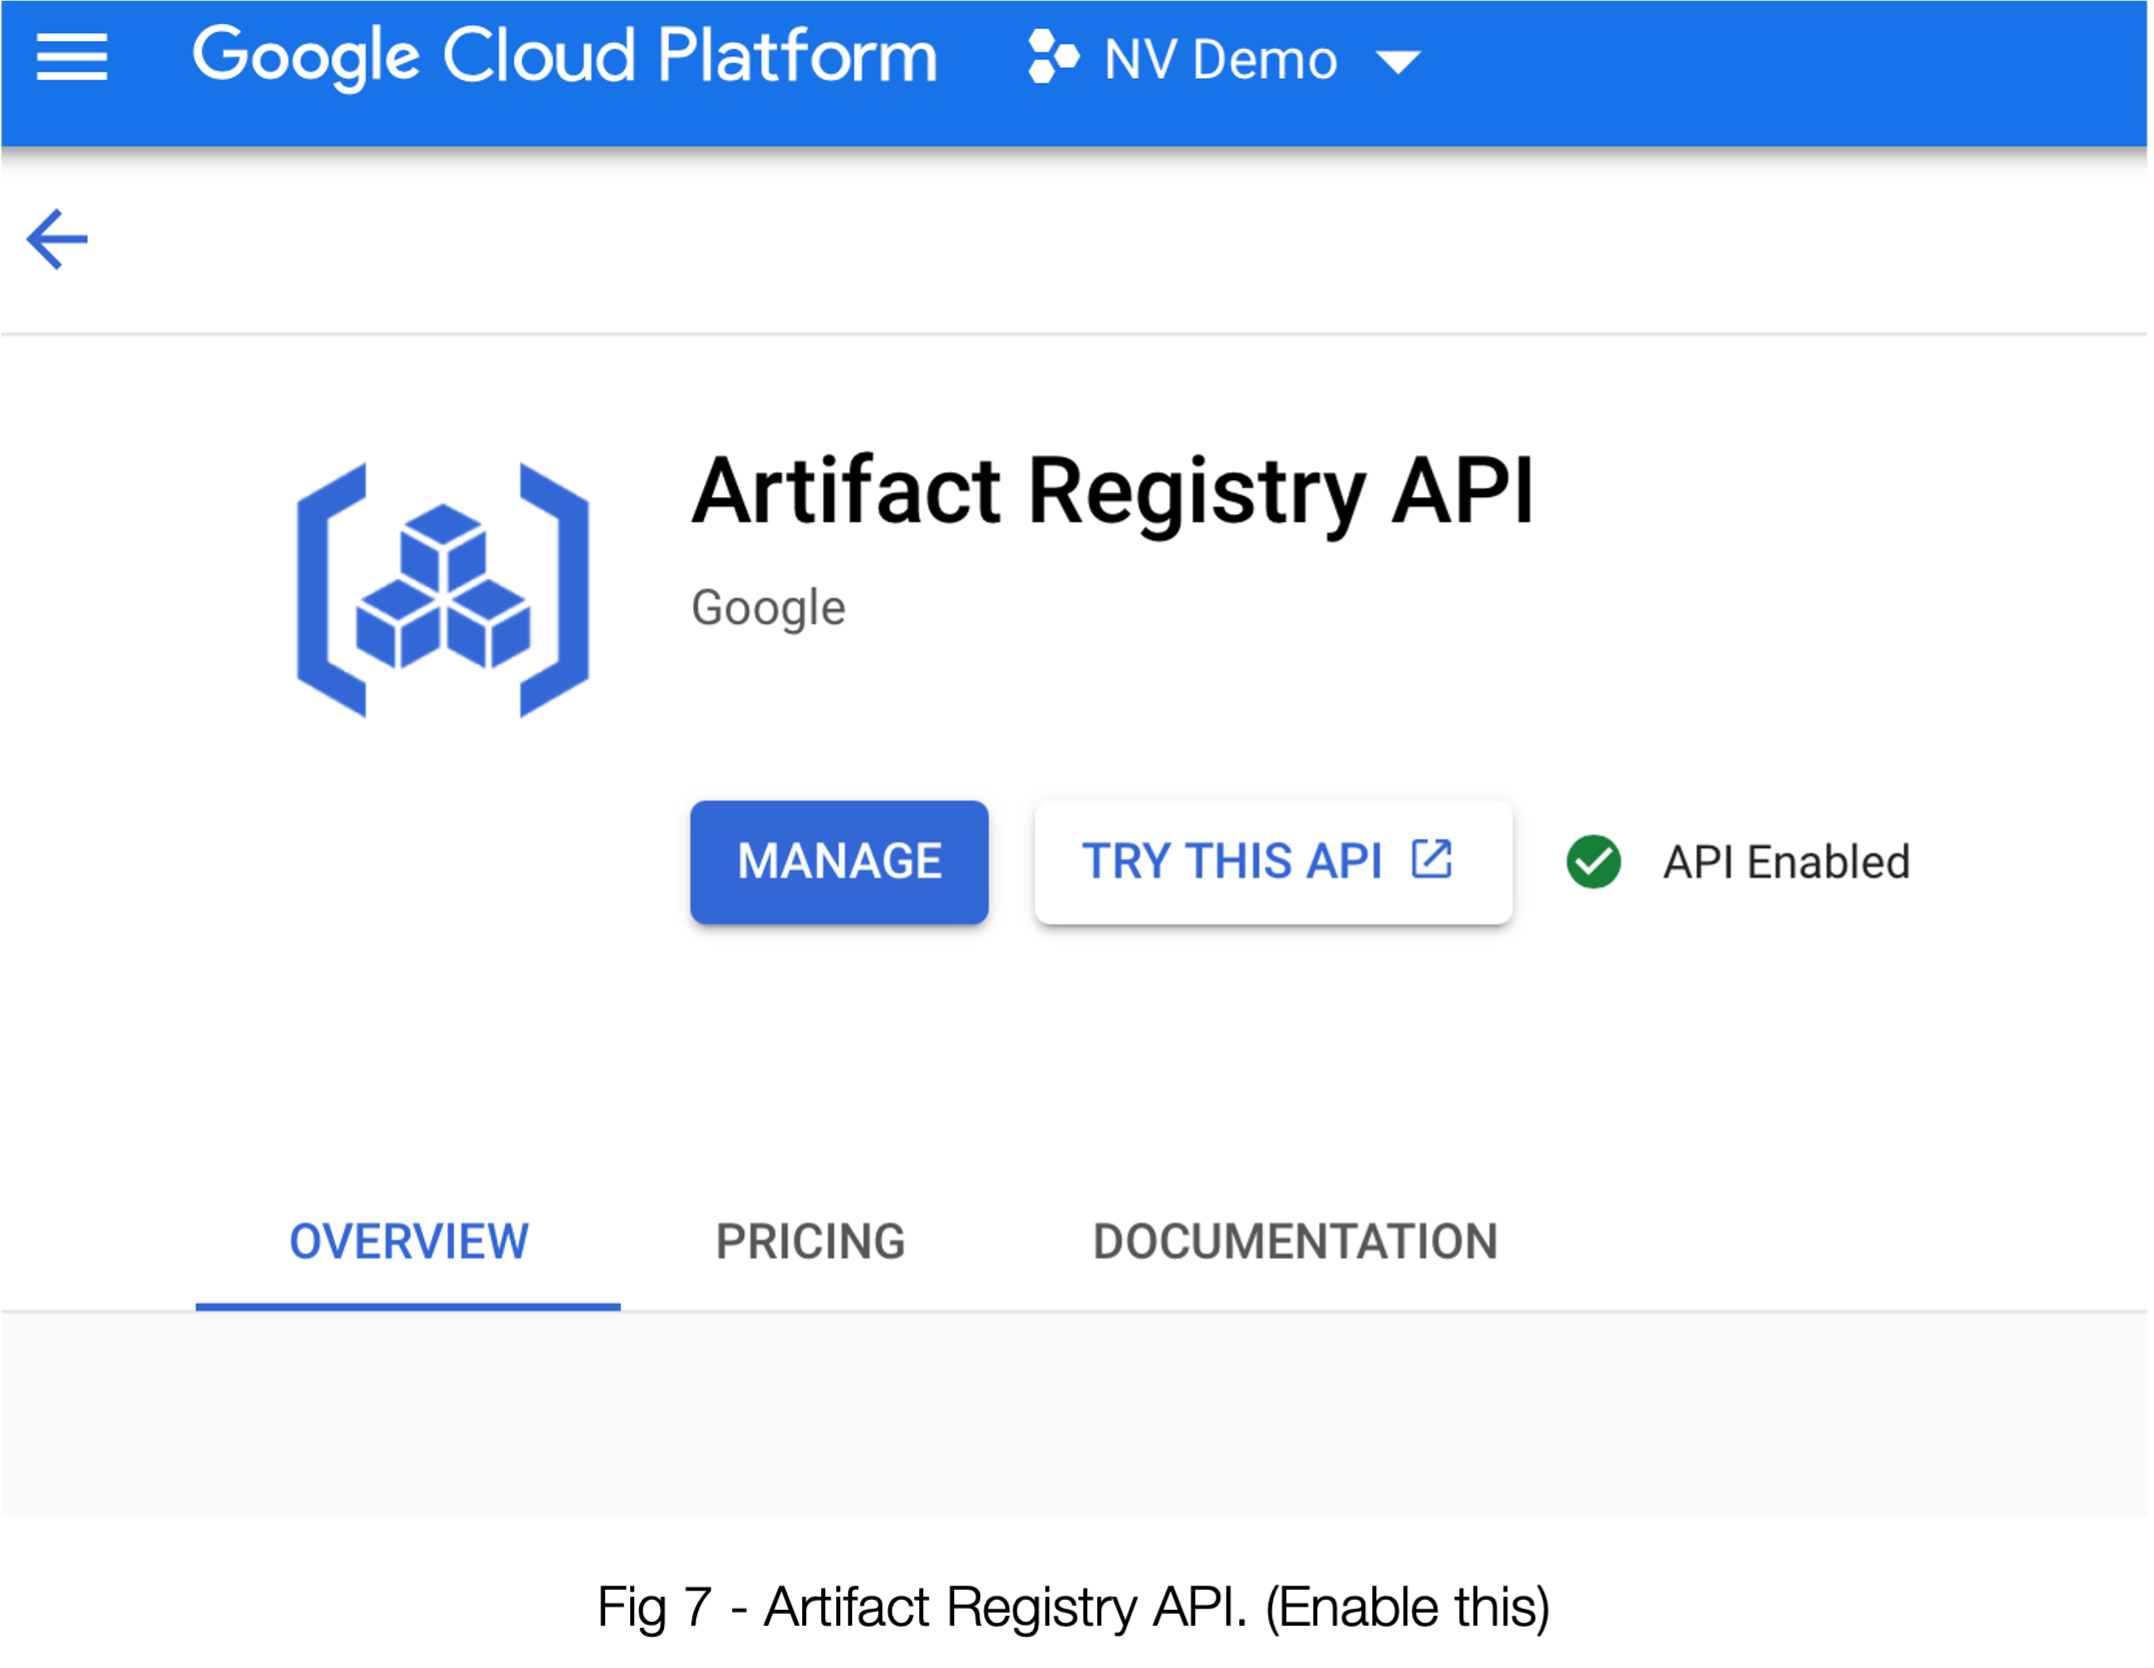 Google Cloud Platform NV Demo
Artifact Registry API
Google
MANAGE TRY THIS API API Enabled
OVERVIEW PRICING DOCUMENTATION
Fig 7 - Artifact Registry API. (Enable this)